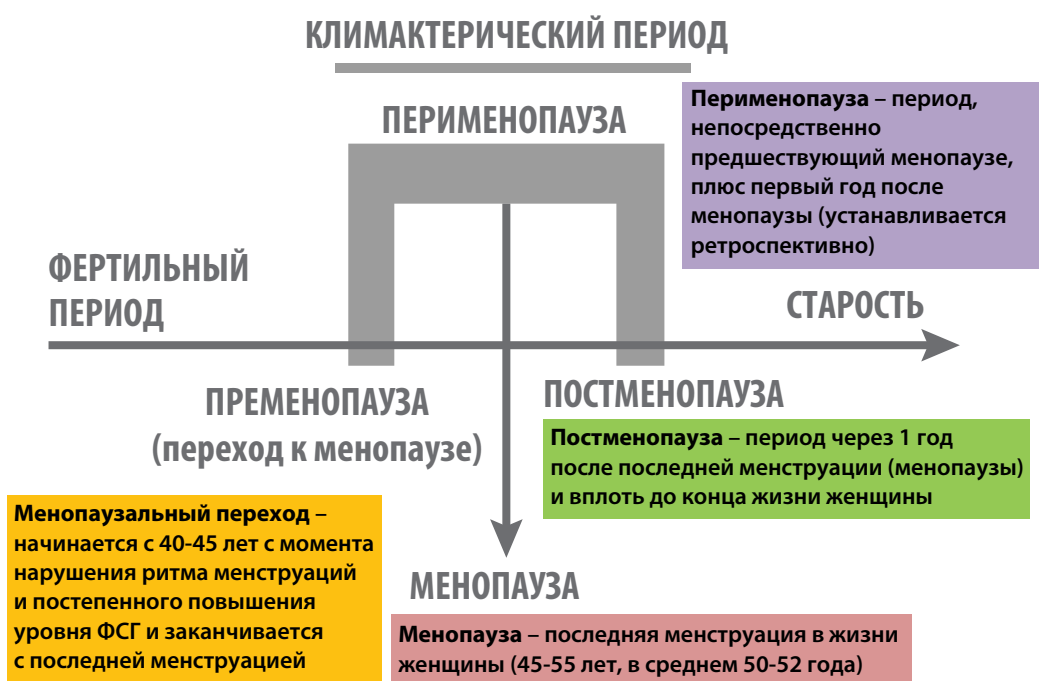 КЛИМАКТЕРИЧЕСКИЙ ПЕРИОД
ПЕРИМЕНОПАУЗА
Перименопауза – период,
непосредственно
предшествующий менопаузе,
плюс первый год после
менопаузы (устанавливается
ретроспективно)
ФЕРТИЛЬНЫЙ
ПЕРИОД
СТАРОСТЬ
ПРЕМЕНОПАУЗА
(переход к менопаузе)
ПОСТМЕНОПАУЗА
Постменопауза – период через 1 год
после последней менструации (менопаузы)
и вплоть до конца жизни женщины
Менопаузальный переход –
начинается с 40-45 лет с момента
нарушения ритма менструаций
и постепенного повышения
уровня ФСГ и заканчивается
с последней менструацией
МЕНОПАУЗА
Менопауза – последняя менструация в жизни
женщины (45-55 лет, в среднем 50-52 года)